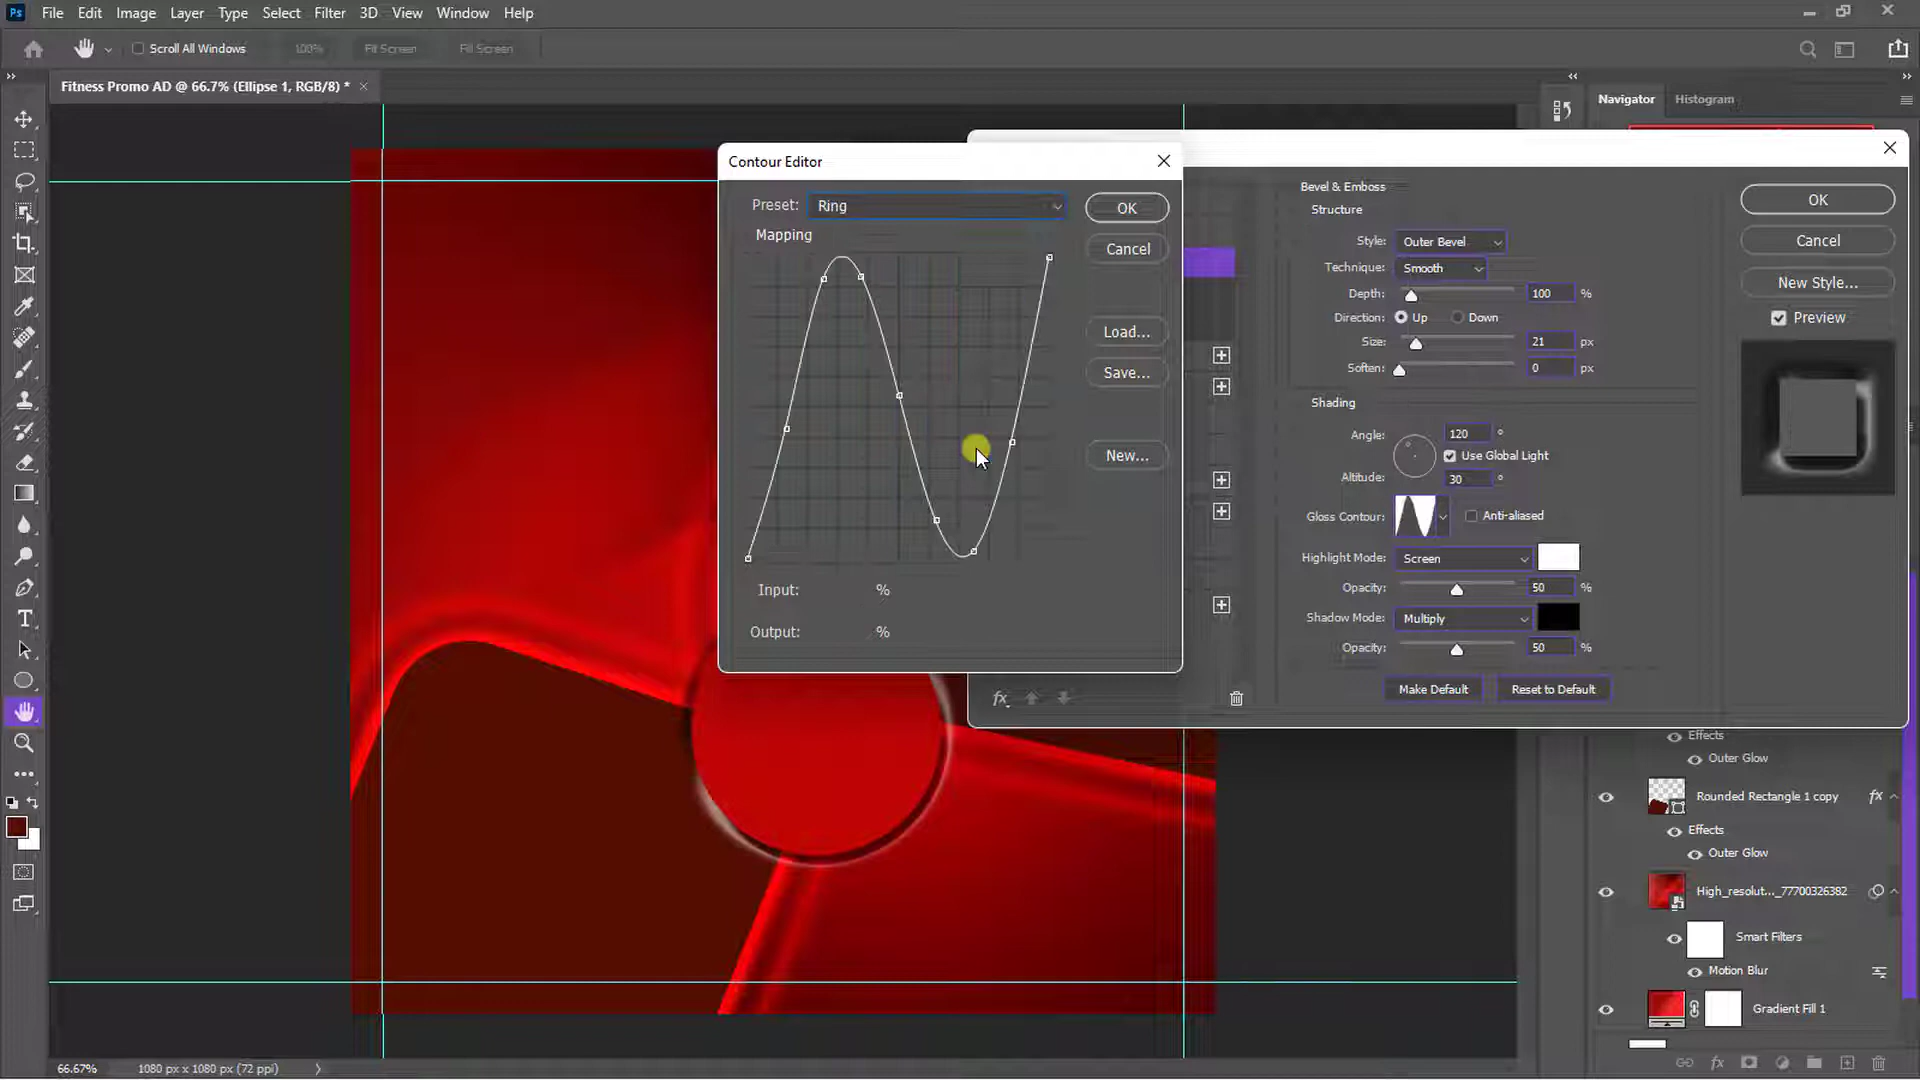 Ps File Edit Image Layer Type Select Filter 3D View Window Help
Scroll All Windows 100% Fit Screen Fit Screen
Fitness Promo AD @ 66.7% (Ellipse 1, RGB/8) *
Navigator Histogram
Contour Editor
Preset: Ring
OK
Mapping
Cancel
Load...
Save...
New...
Input: %
Output: %
Bevel & Emboss
Structure
Style: Outer Bevel
Technique: Smooth
Depth: 100 %
Direction: Up Down
Size: 21 px
Soften: 0 px
Shading
Angle: 120 °
Use Global Light
Altitude: 30 °
Gloss Contour: Anti-aliased
Highlight Mode: Screen
Opacity: 50 %
Shadow Mode: Multiply
Opacity: 50 %
Make Default Reset to Default
OK
Cancel
New Style...
Preview
fx
Effects
Outer Glow
Rounded Rectangle 1 copy fx
Effects
Outer Glow
High_resolut..._77700326382
Smart Filters
Motion Blur
Gradient Fill 1
fx
66.67% 1080 px x 1080 px (72 ppi)